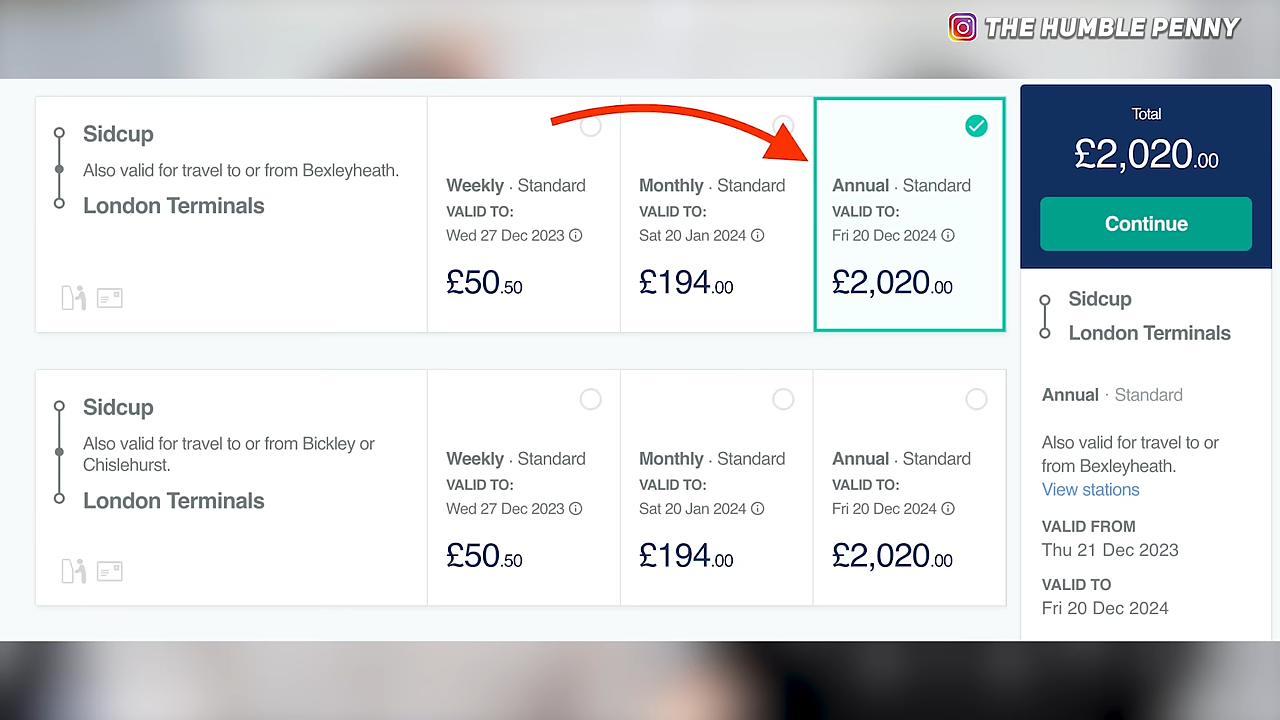 THE HUMBLE PENNY
Sidcup
Also valid for travel to or from Bexleyheath.
London Terminals
Weekly · Standard
VALID TO:
Wed 27 Dec 2023
£50.50
Monthly · Standard
VALID TO:
Sat 20 Jan 2024
£194.00
Annual · Standard
VALID TO:
Fri 20 Dec 2024
£2,020.00
Sidcup
Also valid for travel to or from Bickley or
Chislehurst.
London Terminals
Weekly · Standard
VALID TO:
Wed 27 Dec 2023
£50.50
Monthly · Standard
VALID TO:
Sat 20 Jan 2024
£194.00
Annual · Standard
VALID TO:
Fri 20 Dec 2024
£2,020.00
Total
£2,020.00
Continue
Sidcup
London Terminals
Annual · Standard
Also valid for travel to or
from Bexleyheath.
View stations
VALID FROM
Thu 21 Dec 2023
VALID TO
Fri 20 Dec 2024